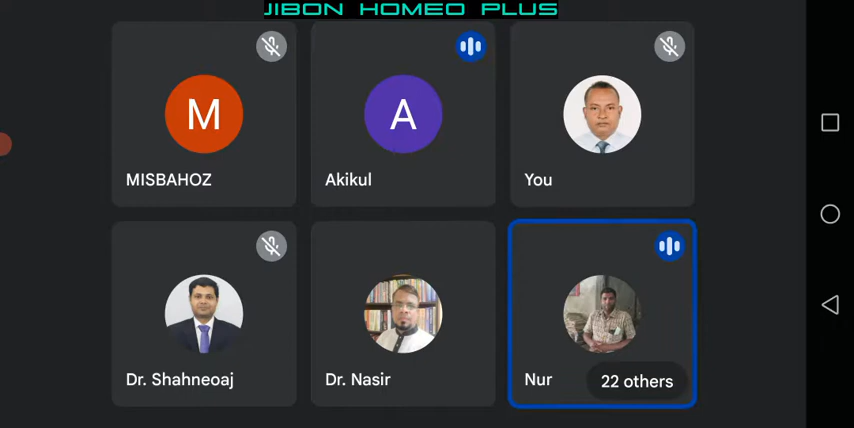 JIBON HOMEO PLUS
M
A
MISBAHOZ
Akikul
You
Dr. Shahneoaj
Dr. Nasir
Nur
22 others